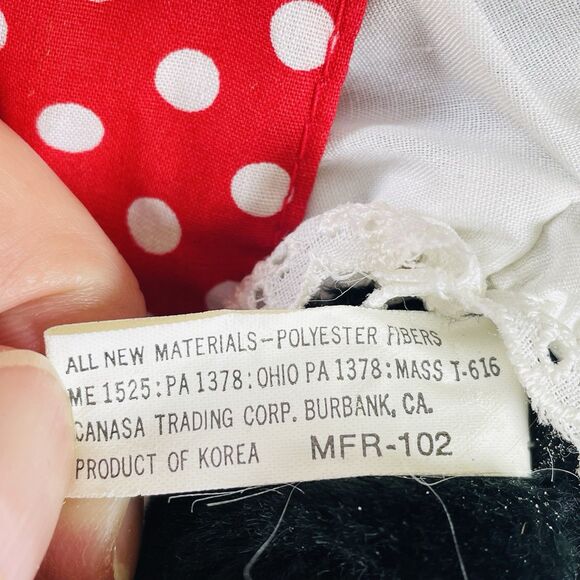 ALL NEW MATERIALS-POLYESTER FIBERS
ME 1525: PA 1378: OHIO PA 1378: MASS T-616
CANASA TRADING CORP. BURBANK, CA.
PRODUCT OF KOREA MFR-102